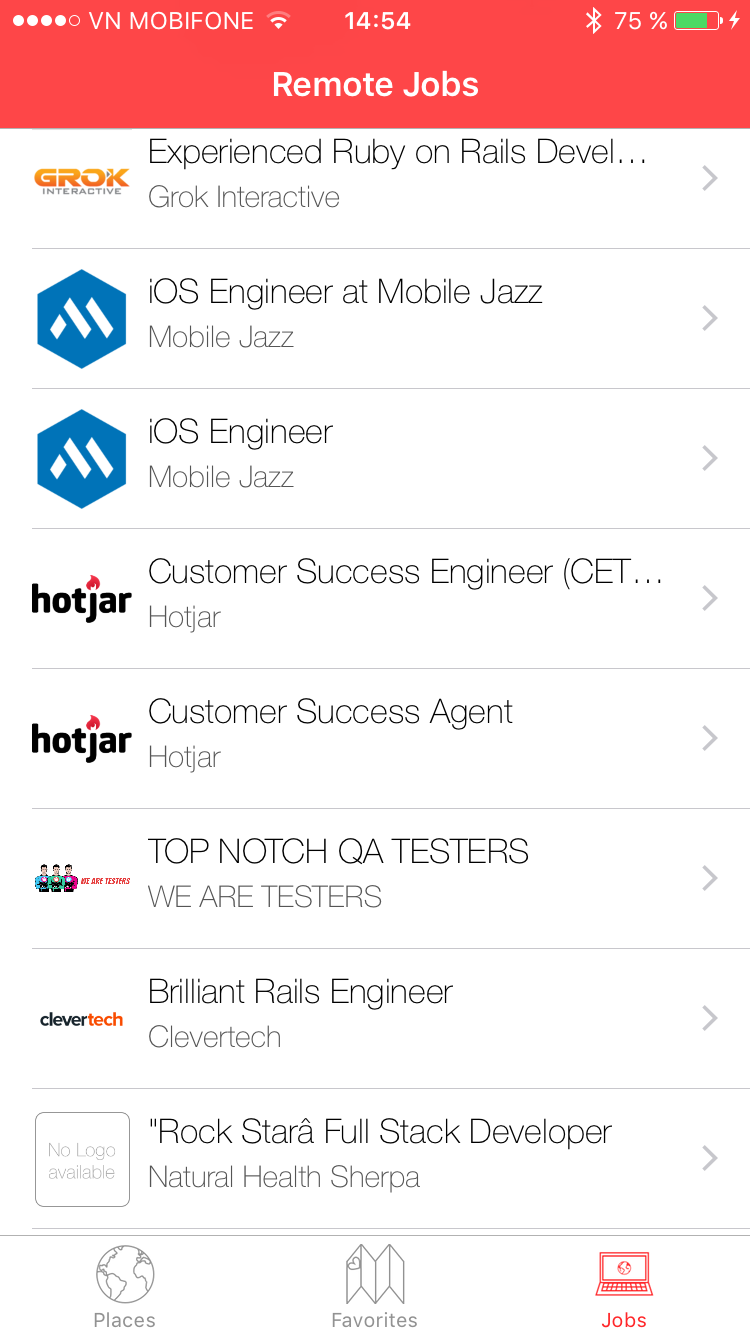 VN MOBIFONE 14:54 75 %
Remote Jobs
GROK
INTERACTIVE
Experienced Ruby on Rails Devel…
Grok Interactive
iOS Engineer at Mobile Jazz
Mobile Jazz
iOS Engineer
Mobile Jazz
hotjar
Customer Success Engineer (CET…
Hotjar
hotjar
Customer Success Agent
Hotjar
WE ARE TESTERS
TOP NOTCH QA TESTERS
WE ARE TESTERS
clevertech
Brilliant Rails Engineer
Clevertech
No Logo
available
"Rock Starâ Full Stack Developer
Natural Health Sherpa
Places Favorites Jobs